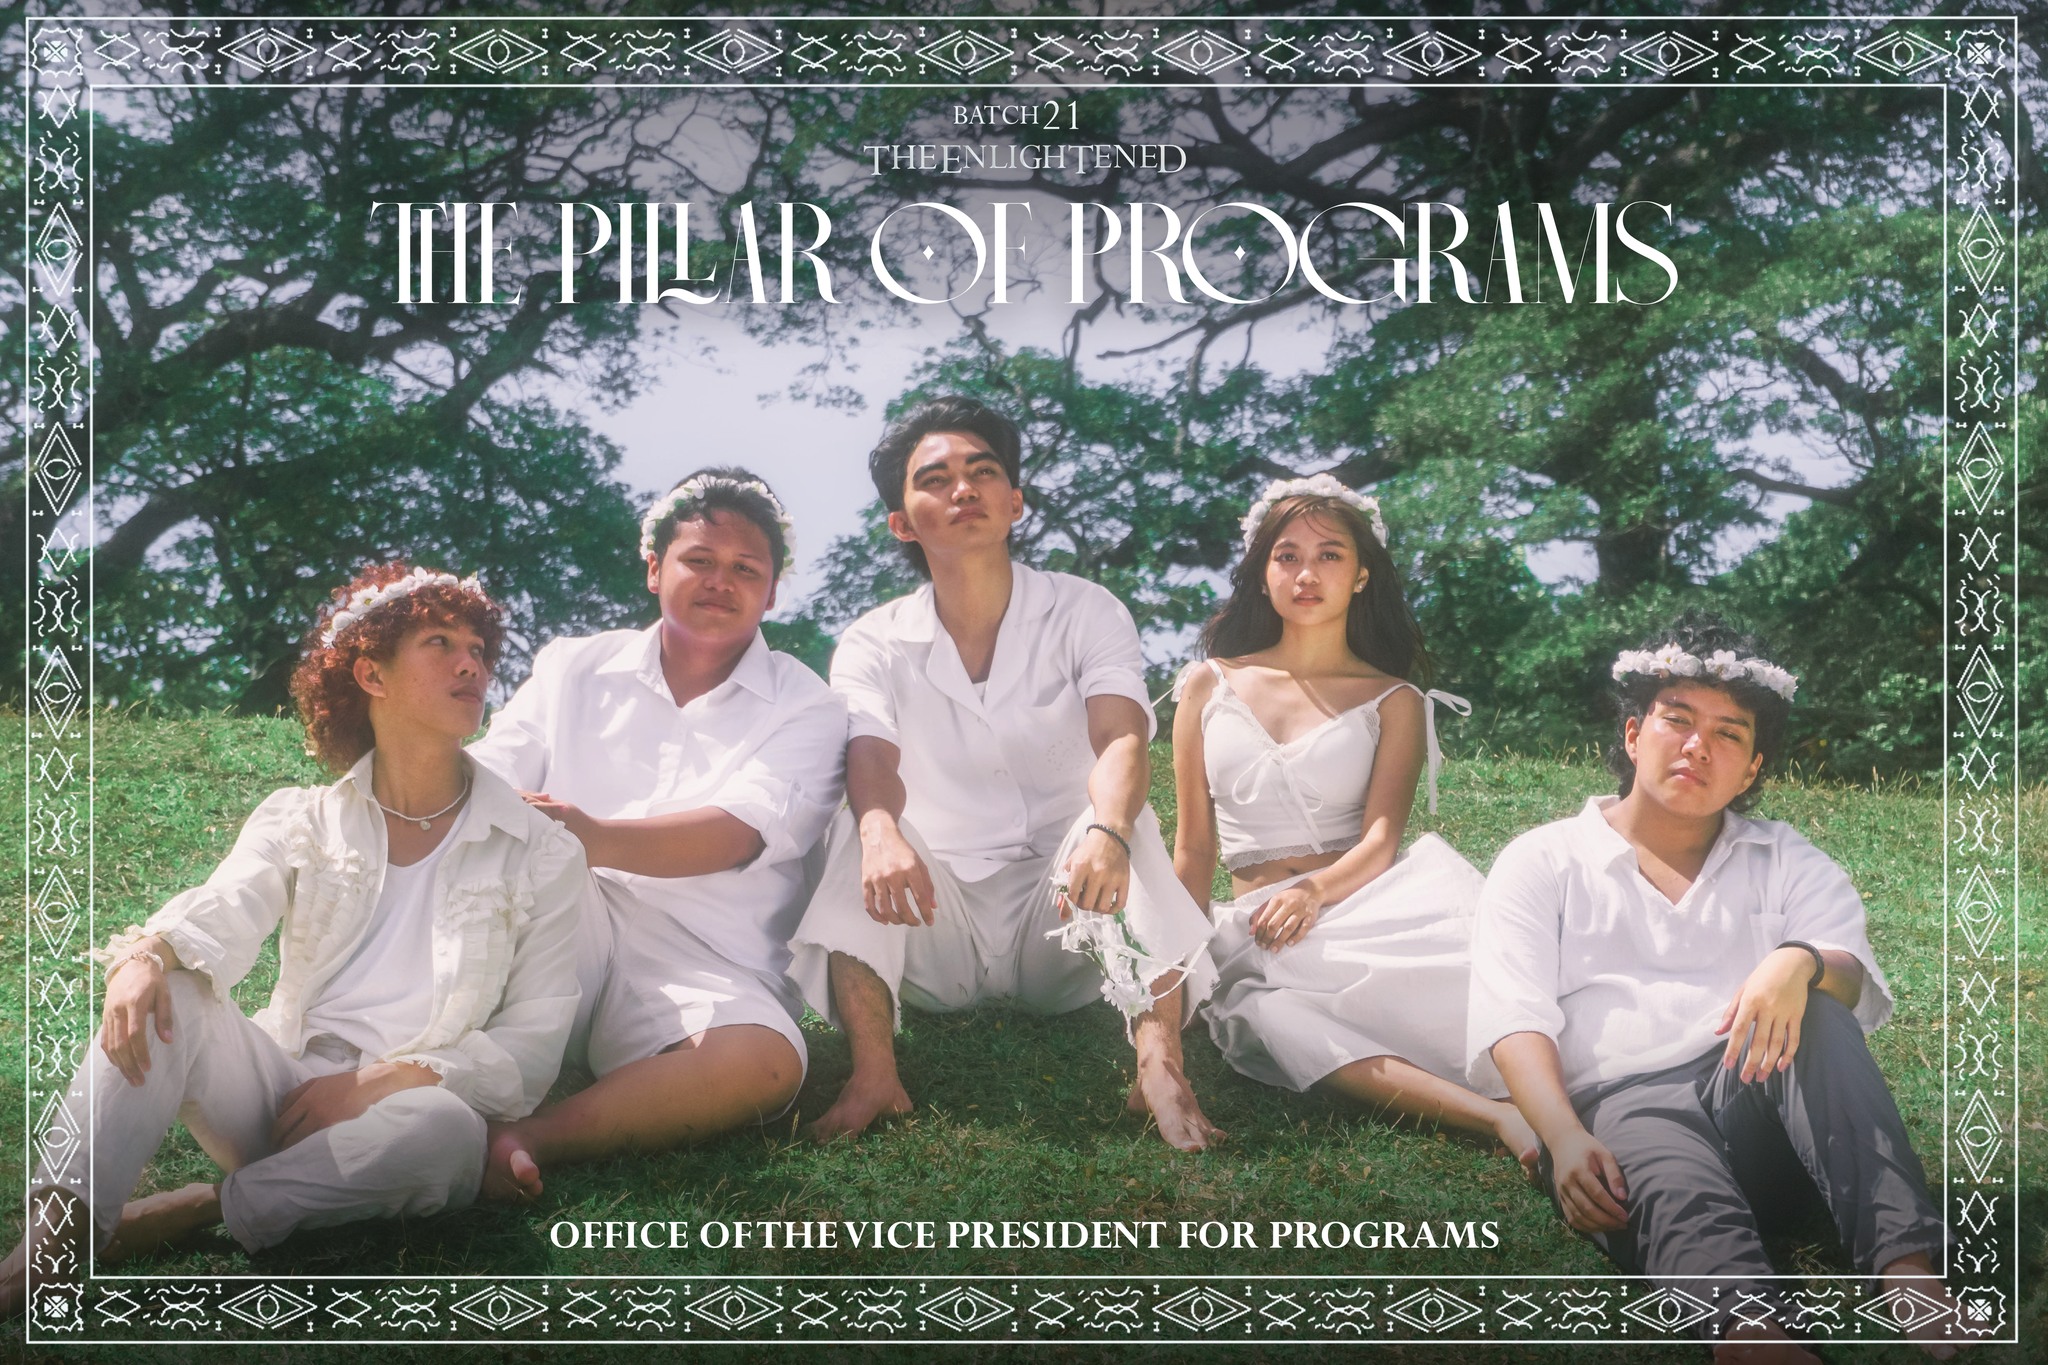 BATCH 21
THE ENLIGHTENED
THE PILLAR OF PROGRAMS
OFFICE OF THE VICE PRESIDENT FOR PROGRAMS